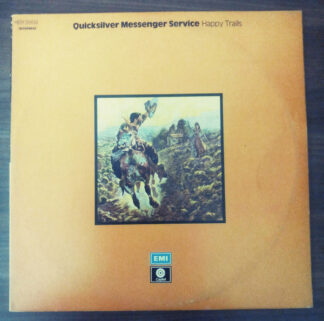 Quicksilver Messenger Service Happy Trails
EMI
Capitol